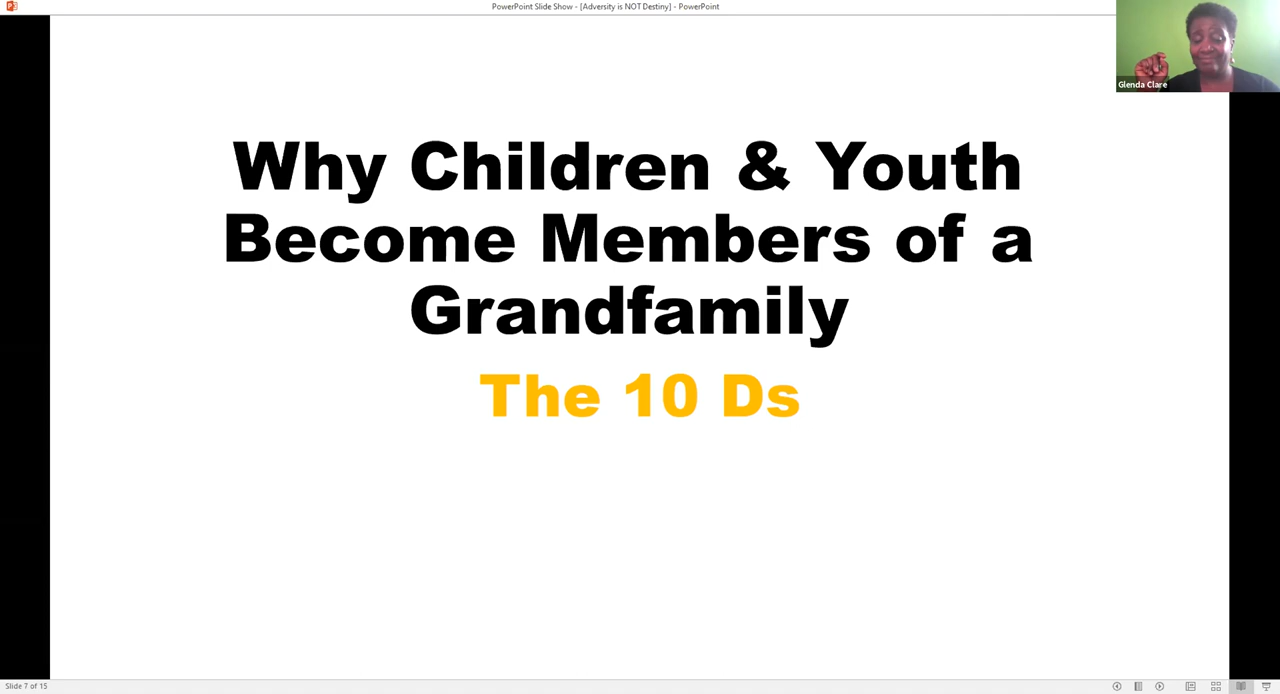 PowerPoint Slide Show - [Adversity is NOT Destiny] - PowerPoint
Glenda Clare
Why Children & Youth
Become Members of a
Grandfamily
The 10 Ds
Slide 7 of 15